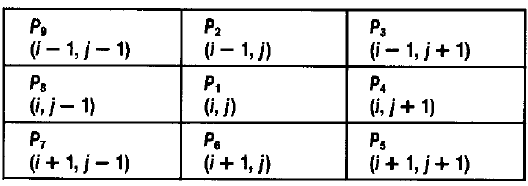 P₉ P₂ P₃
(i − 1, j − 1) (i − 1, j) (i − 1, j + 1)
P₈ P₁ P₄
(i, j − 1) (i, j) (i, j + 1)
P₇ P₆ P₅
(i + 1, j − 1) (i + 1, j) (i + 1, j + 1)